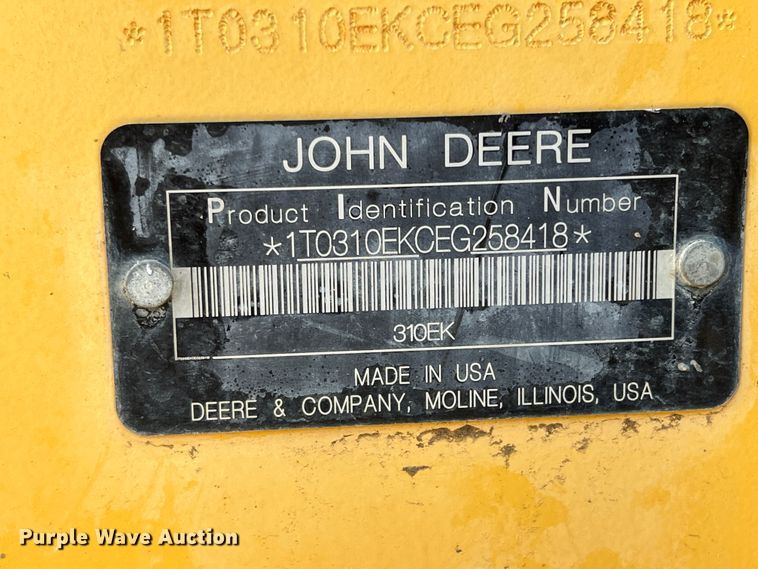 *1T0310EKCEG258418*
JOHN DEERE
Product Identification Number
*1T0310EKCEG258418*
310EK
MADE IN USA
DEERE & COMPANY, MOLINE, ILLINOIS, USA
Purple Wave Auction